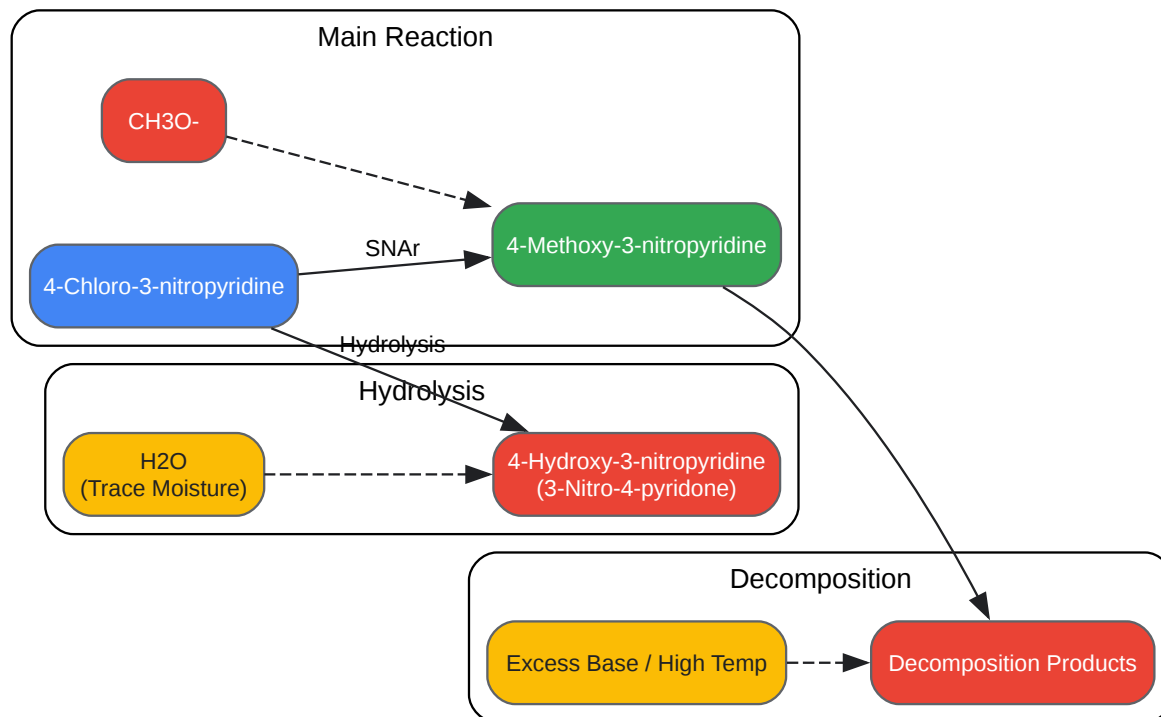 Main Reaction
CH3O-
4-Methoxy-3-nitropyridine
SNAr
4-Chloro-3-nitropyridine
Hydrolysis
Hydrolysis
H2O
(Trace Moisture)
4-Hydroxy-3-nitropyridine
(3-Nitro-4-pyridone)
Decomposition
Excess Base / High Temp
Decomposition Products